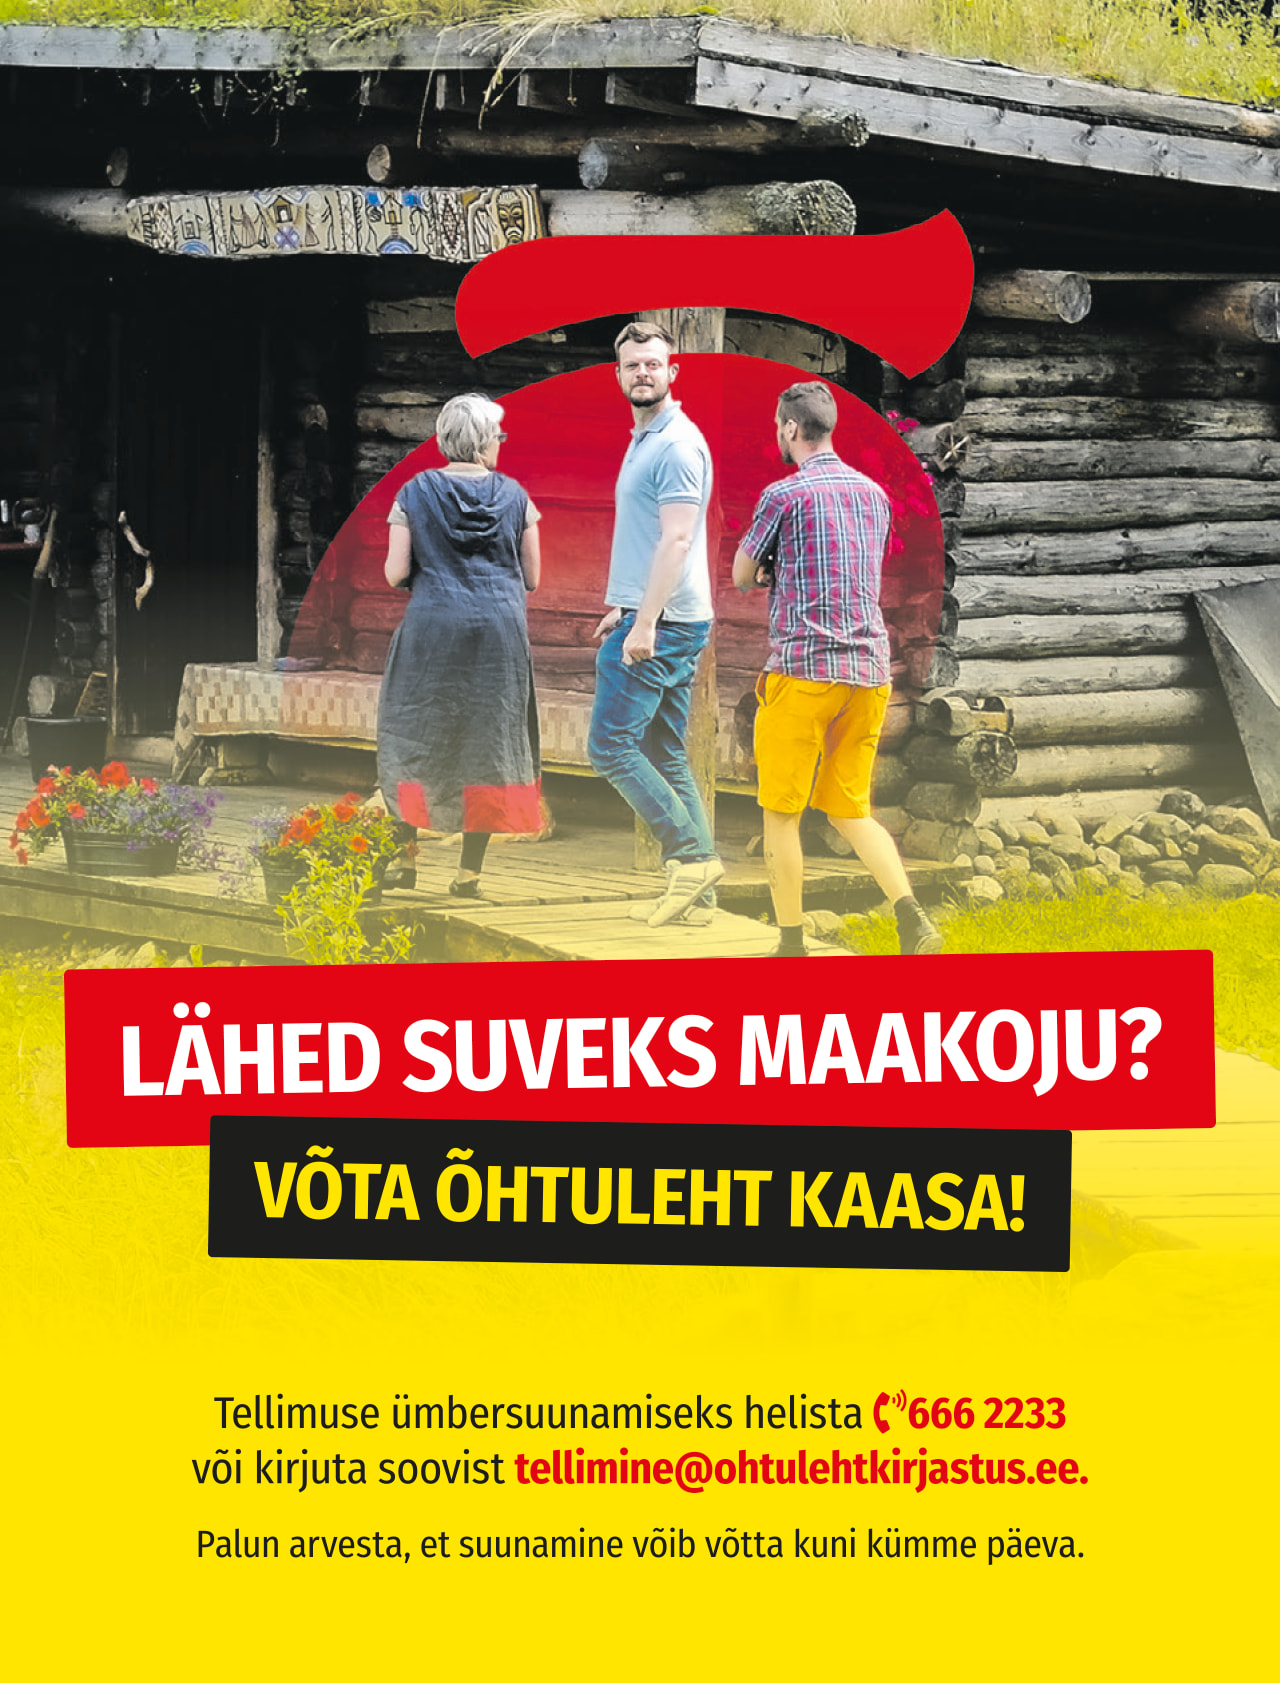 LÄHED SUVEKS MAAKOJU?
VÕTA ÕHTULEHT KAASA!
Tellimuse ümbersuunamiseks helista 666 2233
või kirjuta soovist tellimine@ohtulehtkirjastus.ee.
Palun arvesta, et suunamine võib võtta kuni kümme päeva.